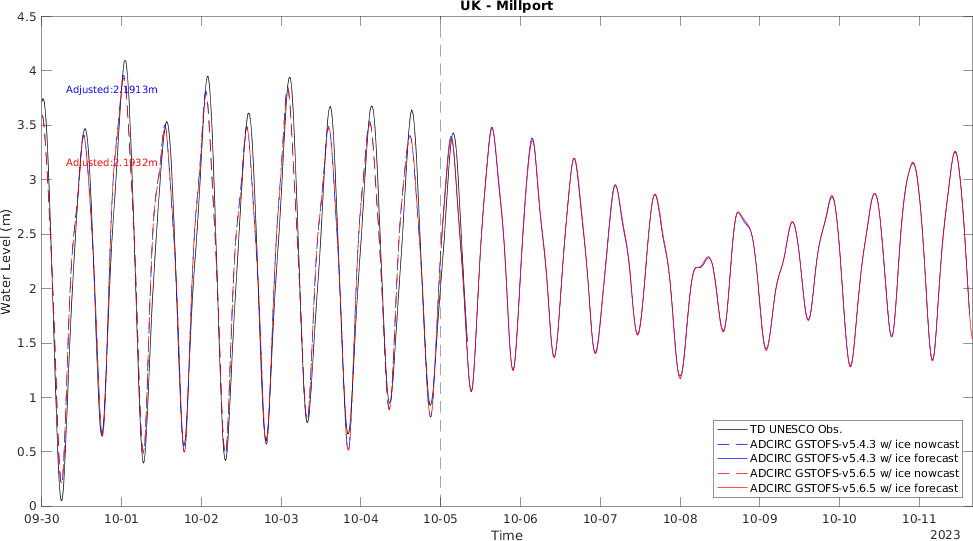 UK - Millport
4.5
4
3.5
3
2.5
2
1.5
1
0.5
0
Water Level (m)
Adjusted:2.1913m
Adjusted:2.1932m
TD UNESCO Obs.
ADCIRC GSTOFS-v5.4.3 w/ ice nowcast
ADCIRC GSTOFS-v5.4.3 w/ ice forecast
ADCIRC GSTOFS-v5.6.5 w/ ice nowcast
ADCIRC GSTOFS-v5.6.5 w/ ice forecast
09-30 10-01 10-02 10-03 10-04 10-05 10-06 10-07 10-08 10-09 10-10 10-11
Time
2023